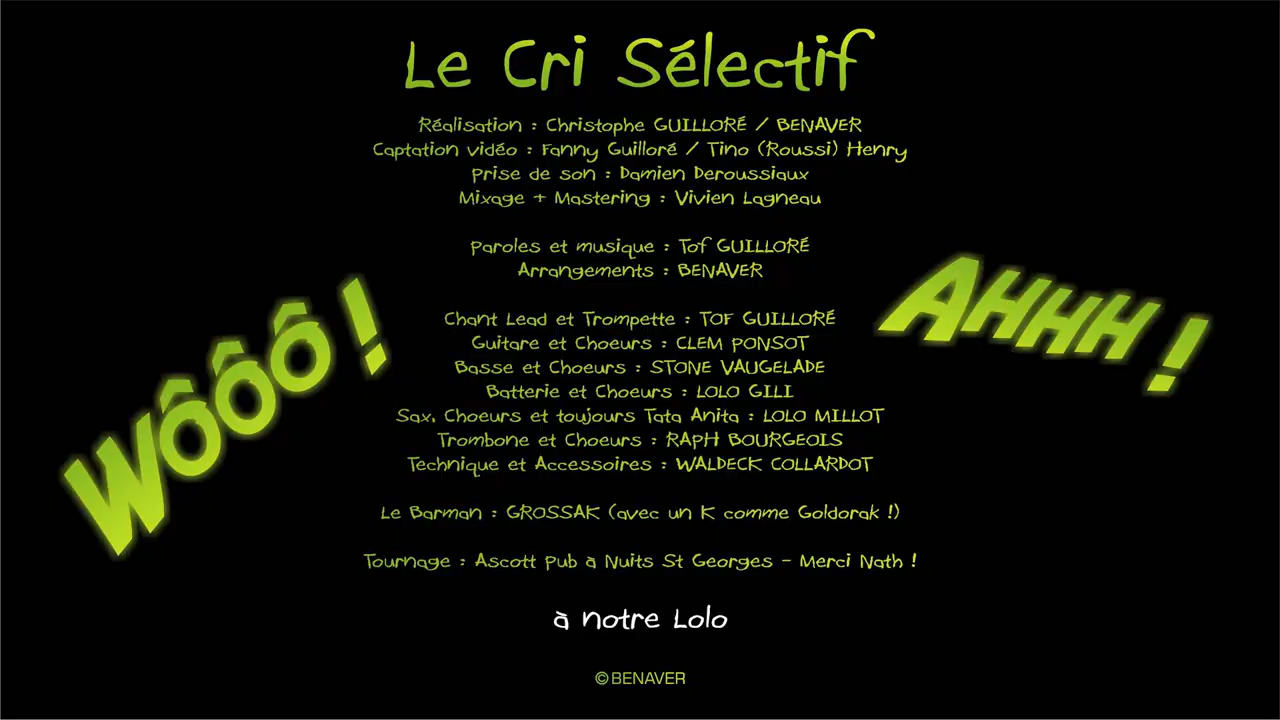 Le Cri Sélectif
Réalisation : Christophe GUILLORÉ / BENAVER
Captation vidéo : Fanny Guilloré / Tino (Roussi) Henry
Prise de son : Damien Deroussiaux
Mixage + Mastering : Vivien Lagneau
Paroles et musique : Tof GUILLORÉ
Arrangements : BENAVER
WÔÔÔ !
AHHH !
Chant Lead et Trompette : TOF GUILLORÉ
Guitare et Choeurs : CLEM PONSOT
Basse et Choeurs : STONE VAUGELADE
Batterie et Choeurs : LOLO GILI
Sax, Choeurs et toujours Tata Anita : LOLO MILLOT
Trombone et Choeurs : RAPH BOURGEOIS
Technique et Accessoires : WALDECK COLLARDOT
Le Barman : GROSSAK (avec un K comme Goldorak !)
Tournage : Ascott Pub à Nuits St Georges - Merci Nath !
à notre Lolo
© BENAVER